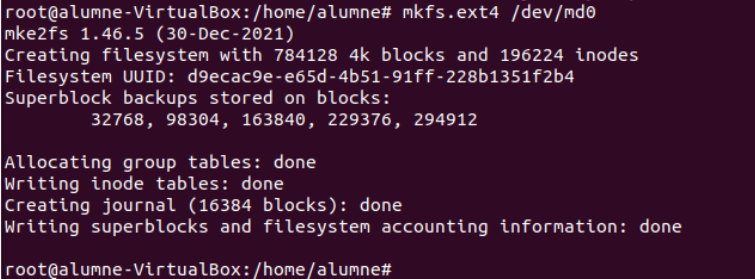 root@alumne-VirtualBox:/home/alumne# mkfs.ext4 /dev/md0
mke2fs 1.46.5 (30-Dec-2021)
Creating filesystem with 784128 4k blocks and 196224 inodes
Filesystem UUID: d9ecac9e-e65d-4b51-91ff-228b1351f2b4
Superblock backups stored on blocks:
        32768, 98304, 163840, 229376, 294912

Allocating group tables: done
Writing inode tables: done
Creating journal (16384 blocks): done
Writing superblocks and filesystem accounting information: done

root@alumne-VirtualBox:/home/alumne#